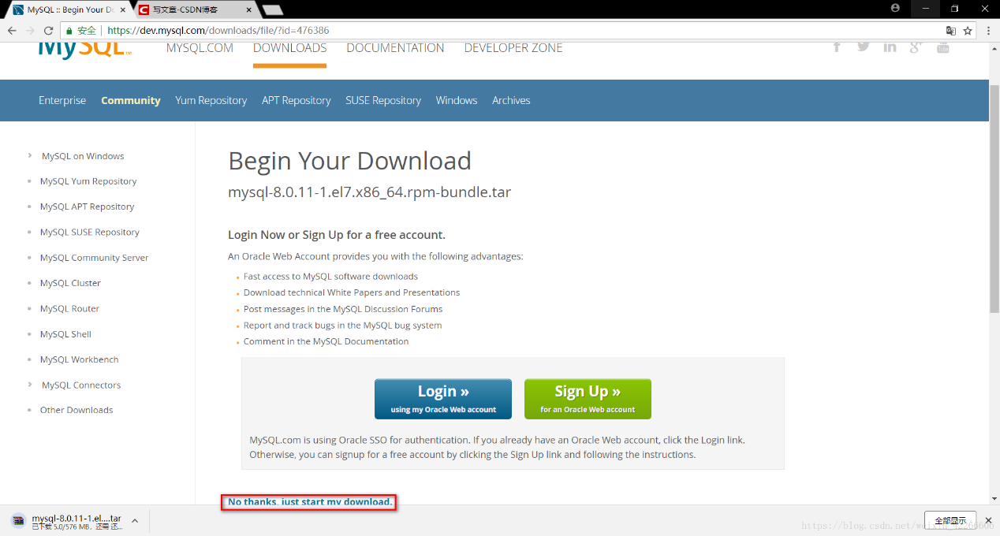 MySQL :: Begin Your Do
写文章-CSDN博客
安全 https://dev.mysql.com/downloads/file/?id=476386
MySQL™ MYSQL.COM DOWNLOADS DOCUMENTATION DEVELOPER ZONE
Enterprise Community Yum Repository APT Repository SUSE Repository Windows Archives
MySQL on Windows
MySQL Yum Repository
MySQL APT Repository
MySQL SUSE Repository
MySQL Community Server
MySQL Cluster
MySQL Router
MySQL Shell
MySQL Workbench
MySQL Connectors
Other Downloads
Begin Your Download
mysql-8.0.11-1.el7.x86_64.rpm-bundle.tar
Login Now or Sign Up for a free account.
An Oracle Web Account provides you with the following advantages:
Fast access to MySQL software downloads
Download technical White Papers and Presentations
Post messages in the MySQL Discussion Forums
Report and track bugs in the MySQL bug system
Comment in the MySQL Documentation
Login »
using my Oracle Web account
Sign Up »
for an Oracle Web account
MySQL.com is using Oracle SSO for authentication. If you already have an Oracle Web account, click the Login link.
Otherwise, you can signup for a free account by clicking the Sign Up link and following the instructions.
No thanks, just start my download.
mysql-8.0.11-1.el....tar
已下载 5.0/576 MB，还需 还...
全部显示